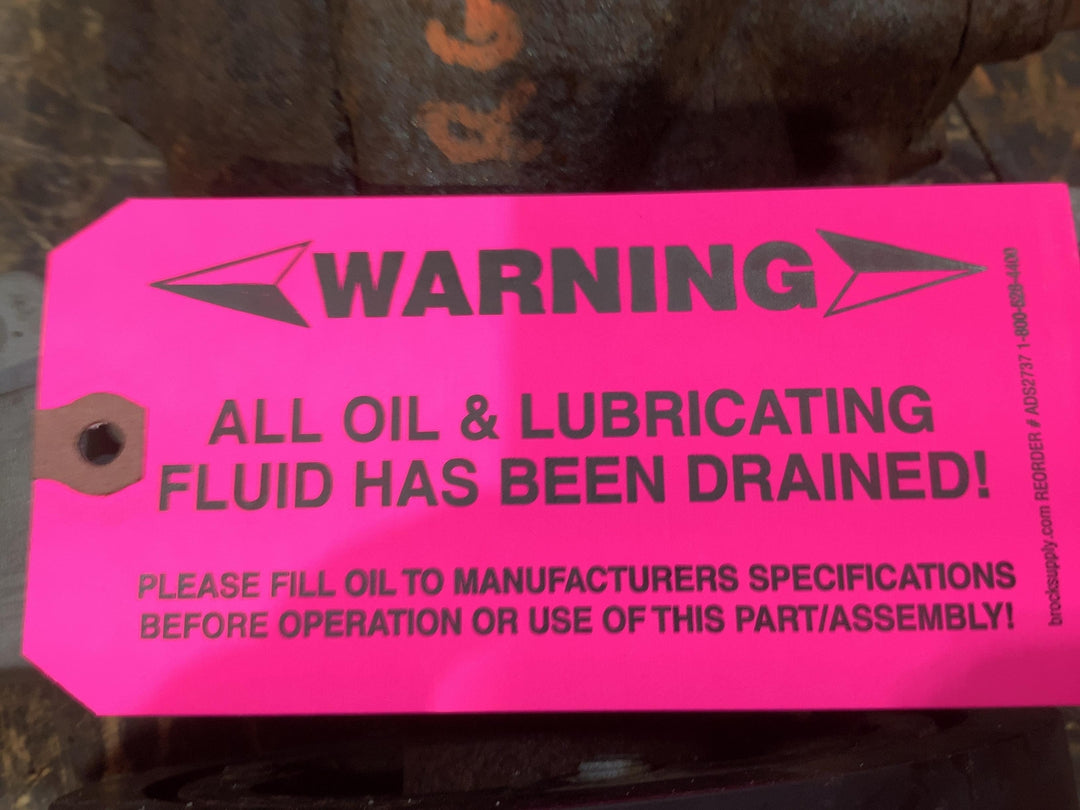 WARNING
ALL OIL & LUBRICATING
FLUID HAS BEEN DRAINED!
PLEASE FILL OIL TO MANUFACTURERS SPECIFICATIONS
BEFORE OPERATION OR USE OF THIS PART/ASSEMBLY!
brocksupply.com REORDER # ADS2737 1-800-628-4400